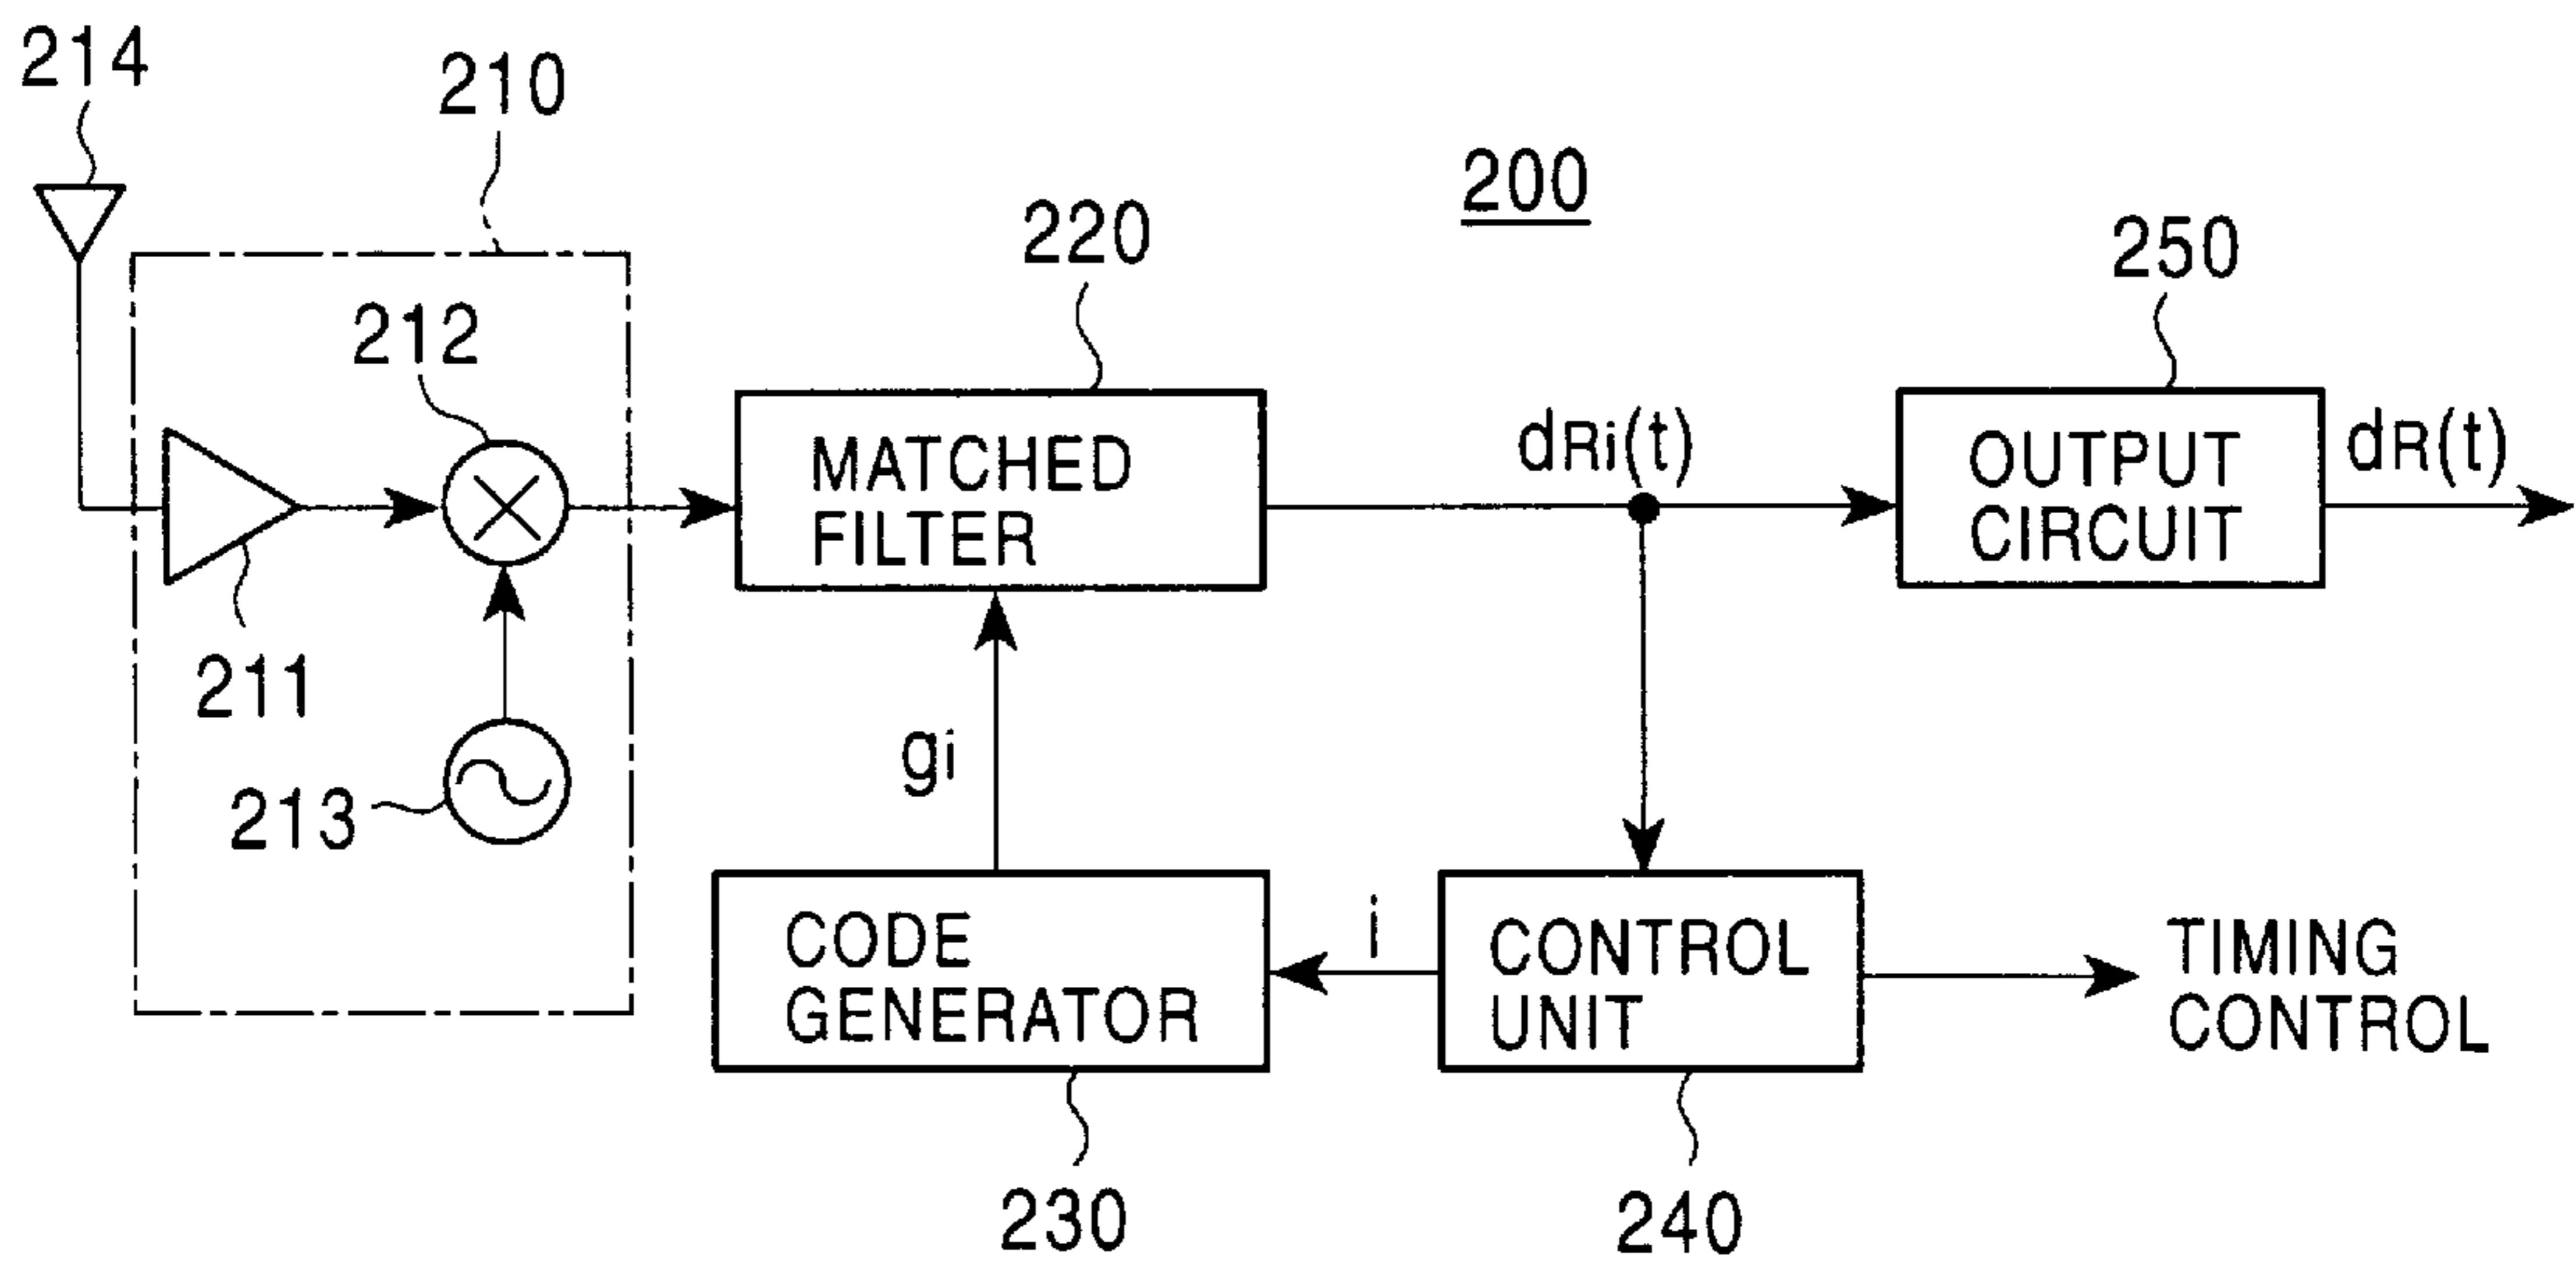 214
210
200
220
250
212
MATCHED
FILTER
dRi(t)
OUTPUT
CIRCUIT
dR(t)
211
gi
213
CODE
GENERATOR
i
CONTROL
UNIT
TIMING
CONTROL
230
240